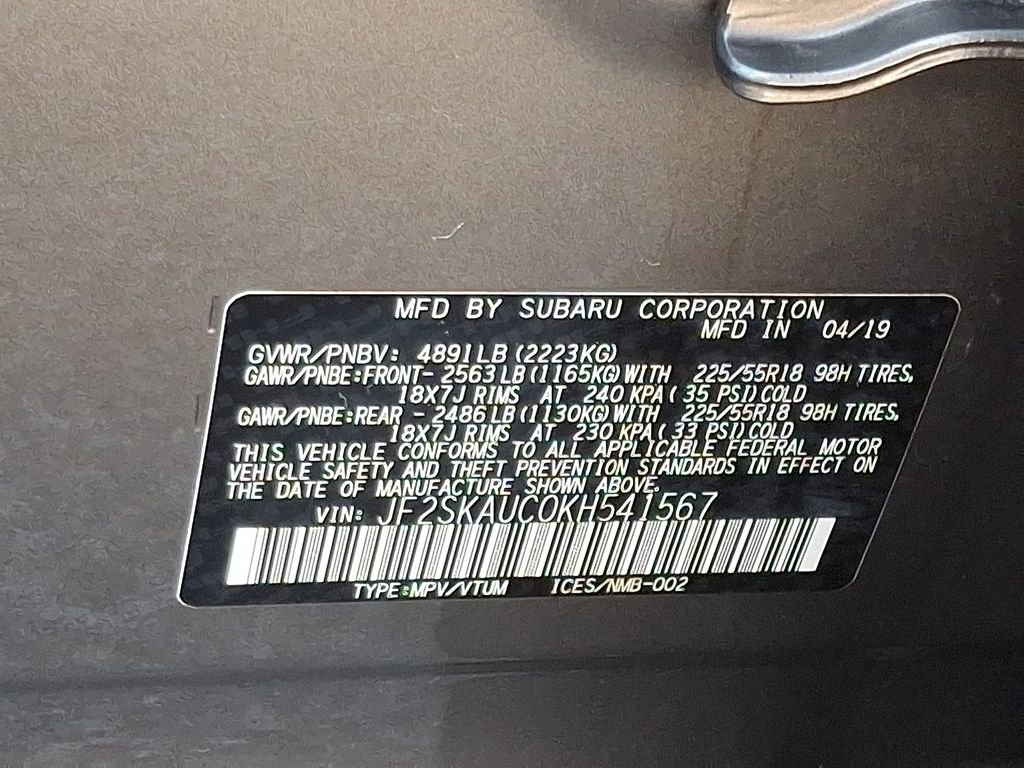 MFD BY SUBARU CORPORATION
MFD IN 04/19
GVWR/PNBV: 4891LB (2223KG)
GAWR/PNBE:FRONT- 2563LB (1165KG) WITH 225/55R18 98H TIRES,
18X7J RIMS AT 240 KPA( 35 PSI) COLD
GAWR/PNBE:REAR - 2486LB (1130KG) WITH 225/55R18 98H TIRES,
18X7J RIMS AT 230 KPA( 33 PSI) COLD
THIS VEHICLE CONFORMS TO ALL APPLICABLE FEDERAL MOTOR
VEHICLE SAFETY AND THEFT PREVENTION STANDARDS IN EFFECT ON
THE DATE OF MANUFACTURE SHOWN ABOVE.
VIN: JF2SKAUC0KH541567
TYPE:MPV/VTUM ICES/NMB-002